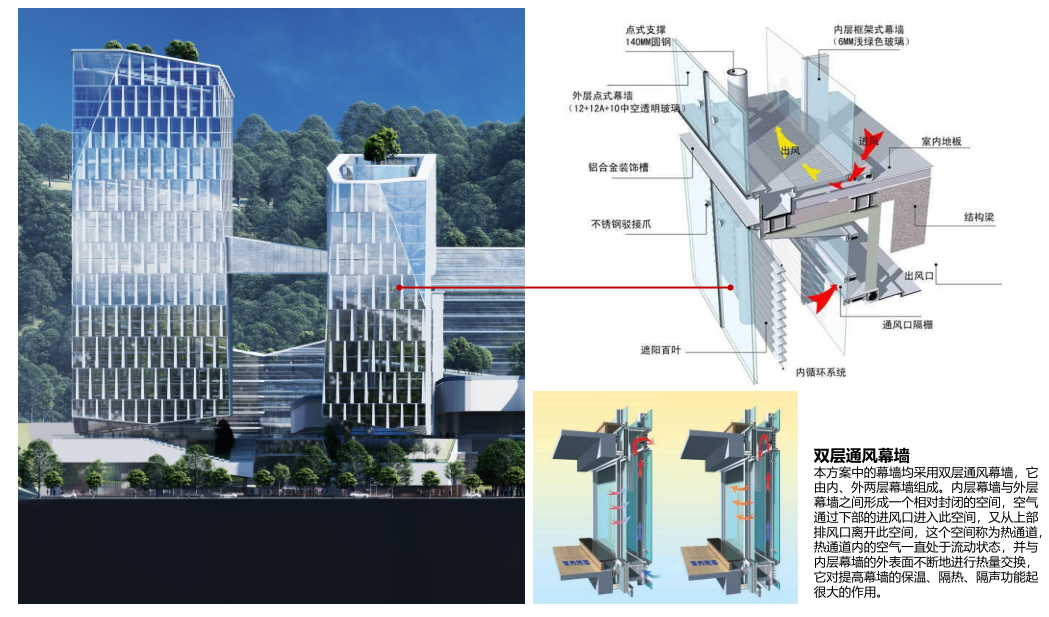 点式支撑
140MM圆钢
内层框架式幕墙
（6MM浅绿色玻璃）
外层点式幕墙
（12+12A+10中空透明玻璃）
出风
进风
室内地板
铝合金装饰槽
不锈钢驳接爪
结构梁
出风口
通风口隔栅
遮阳百叶
内循环系统
室内地面
室内地面
双层通风幕墙
本方案中的幕墙均采用双层通风幕墙，它
由内、外两层幕墙组成。内层幕墙与外层
幕墙之间形成一个相对封闭的空间，空气
通过下部的进风口进入此空间，又从上部
排风口离开此空间，这个空间称为热通道，
热通道内的空气一直处于流动状态，并与
内层幕墙的外表面不断地进行热量交换，
它对提高幕墙的保温、隔热、隔声功能起
很大的作用。